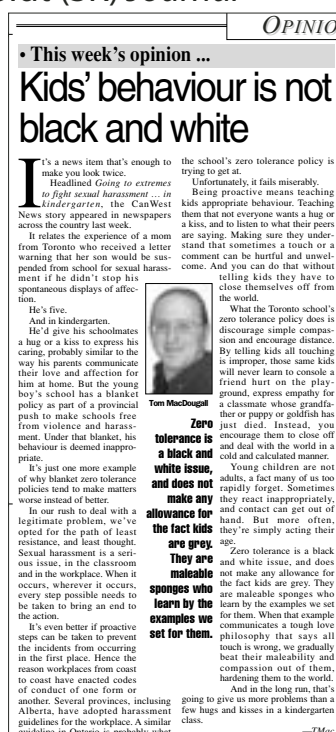 OPINIO
• This week's opinion ...
Kids' behaviour is not
black and white
It's a news item that's enough to
make you look twice.
Headlined Going to extremes
to fight sexual harassment … in
kindergarten, the CanWest
News story appeared in newspapers
across the country last week.
It relates the experience of a mom
from Toronto who received a letter
warning that her son would be sus-
pended from school for sexual harass-
ment if he didn't stop his
spontaneous displays of affec-
tion.
He's five.
And in kindergarten.
He'd give his schoolmates
a hug or a kiss to express his
caring, probably similar to the
way his parents communicate
their love and affection for
him at home. But the young
boy's school has a blanket
policy as part of a provincial
push to make schools free
from violence and harass-
ment. Under that blanket, his
behaviour is deemed inappro-
priate.
It's just one more example
of why blanket zero tolerance
policies tend to make matters
worse instead of better.
In our rush to deal with a
legitimate problem, we've
opted for the path of least
resistance, and least thought.
Sexual harassment is a seri-
ous issue, in the classroom
and in the workplace. When it
occurs, wherever it occurs,
every step possible needs to
be taken to bring an end to
the action.
It's even better if proactive
steps can be taken to prevent
the incidents from occurring
in the first place. Hence the
reason workplaces from coast
to coast have enacted codes
of conduct of one form or
another. Several provinces, inclusing
Alberta, have adopted harassment
guidelines for the workplace. A similar
guideline in Ontario is probably what
the school's zero tolerance policy is
trying to get at.
Unfortunately, it fails miserably.
Being proactive means teaching
kids appropriate behaviour. Teaching
them that not everyone wants a hug or
a kiss, and to listen to what their peers
are saying. Making sure they under-
stand that sometimes a touch or a
comment can be hurtful and unwel-
come. And you can do that without
telling kids they have to
close themselves off from
the world.
What the Toronto school's
zero tolerance policy does is
discourage simple compas-
sion and encourage distance.
By telling kids all touching
is improper, those same kids
will never learn to console a
friend hurt on the play-
ground, express empathy for
a classmate whose grandfa-
ther or puppy or goldfish has
just died. Instead, you
encourage them to close off
and deal with the world in a
cold and calculated manner.
Young children are not
adults, a fact many of us too
rapidly forget. Sometimes
they react inappropriately,
and contact can get out of
hand. But more often,
they're simply acting their
age.
Zero tolerance is a black
and white issue, and does
not make any allowance for
the fact kids are grey. They
are maleable sponges who
learn by the examples we set
for them. When that example
communicates a tough love
philosophy that says all
touch is wrong, we gradually
beat their maleability and
compassion out of them,
hardening them to the world.
And in the long run, that's
going to give us more problems than a
few hugs and kisses in a kindergarten
class.
—TMac
Tom MacDougall
Zero
tolerance is
a black and
white issue,
and does not
make any
allowance for
the fact kids
are grey.
They are
maleable
sponges who
learn by the
examples we
set for them.